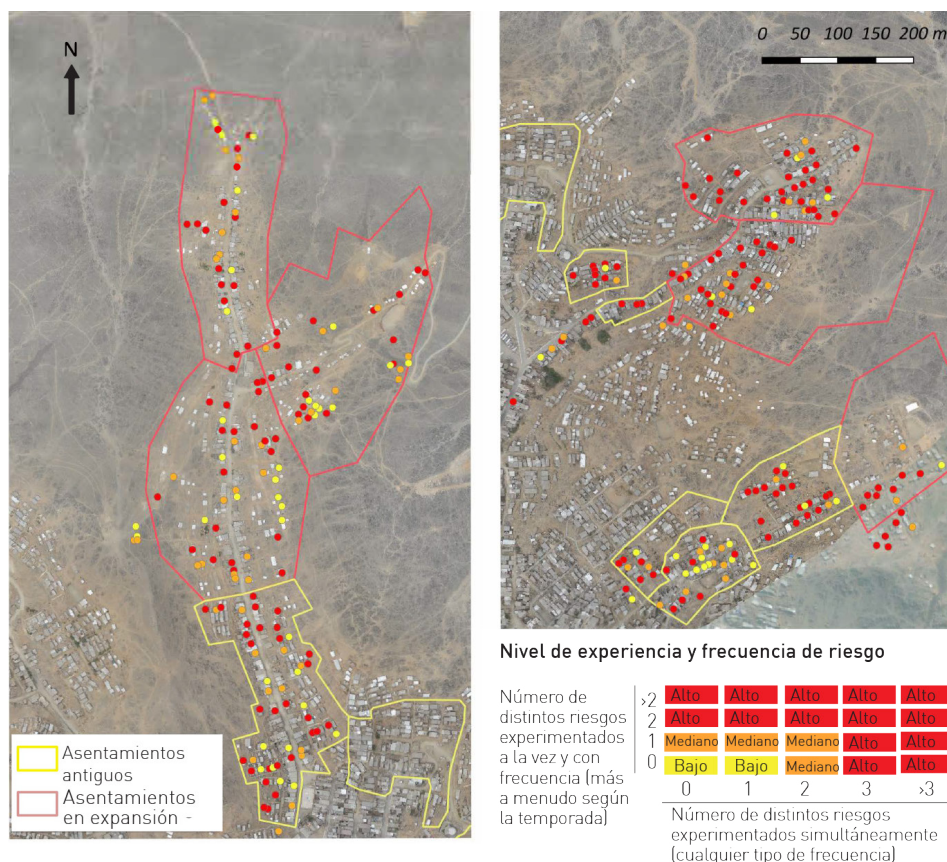 N
0 50 100 150 200 m
Asentamientos
antiguos
Asentamientos
en expansión -
Nivel de experiencia y frecuencia de riesgo
Número de
distintos riesgos
experimentados
a la vez y con
frecuencia (más
a menudo según
la temporada)
>2 Alto Alto Alto Alto Alto
2 Alto Alto Alto Alto Alto
1 Mediano Mediano Mediano Alto Alto
0 Bajo Bajo Mediano Alto Alto
0 1 2 3 >3
Número de distintos riesgos
experimentados simultáneamente
(cualquier tipo de frecuencia)